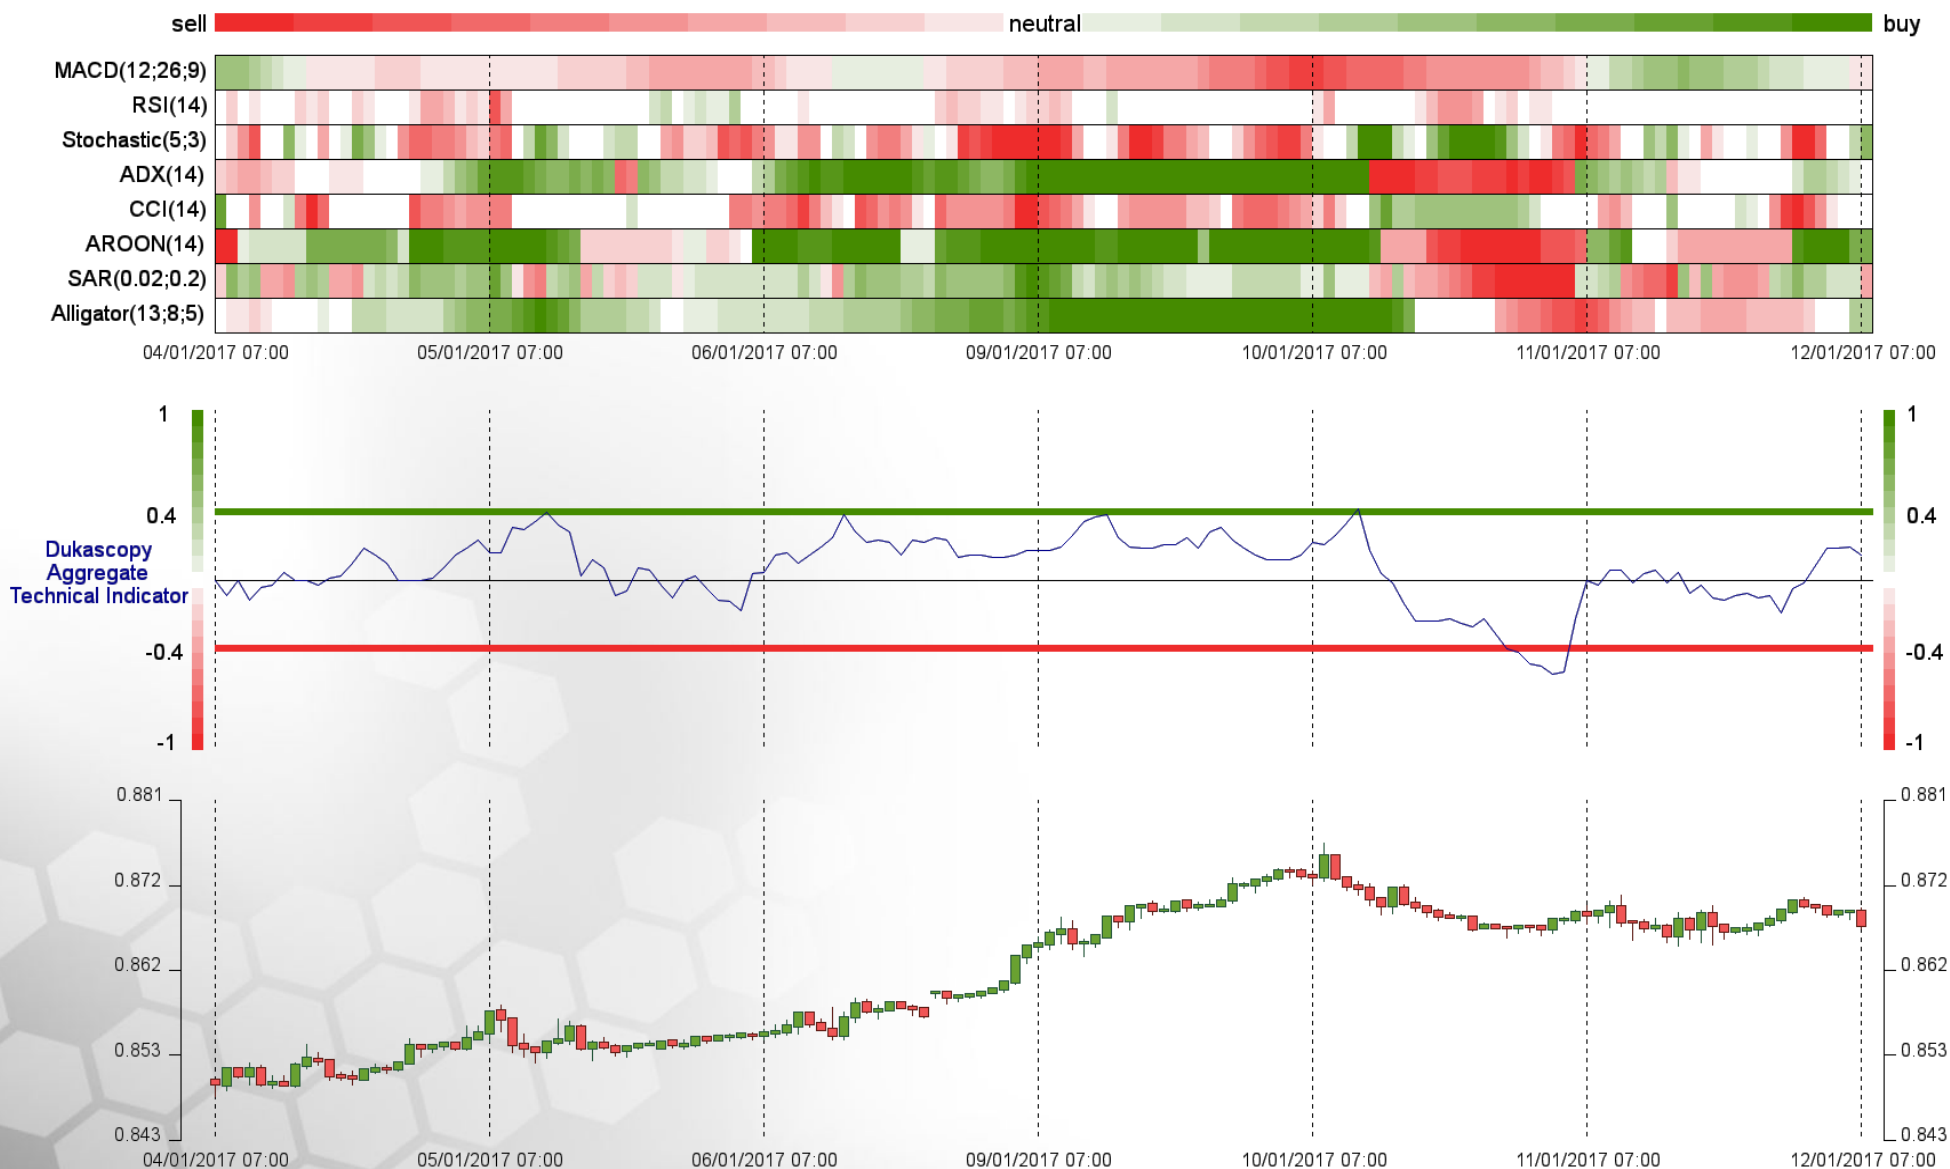 sell neutral buy
MACD(12;26;9)
RSI(14)
Stochastic(5;3)
ADX(14)
CCI(14)
AROON(14)
SAR(0.02;0.2)
Alligator(13;8;5)
04/01/2017 07:00 05/01/2017 07:00 06/01/2017 07:00 09/01/2017 07:00 10/01/2017 07:00 11/01/2017 07:00 12/01/2017 07:00
1 1
0.4 0.4
Dukascopy
Aggregate
Technical Indicator
-0.4 -0.4
-1 -1
0.881 0.881
0.872 0.872
0.862 0.862
0.853 0.853
0.843 0.843
04/01/2017 07:00 05/01/2017 07:00 06/01/2017 07:00 09/01/2017 07:00 10/01/2017 07:00 11/01/2017 07:00 12/01/2017 07:00